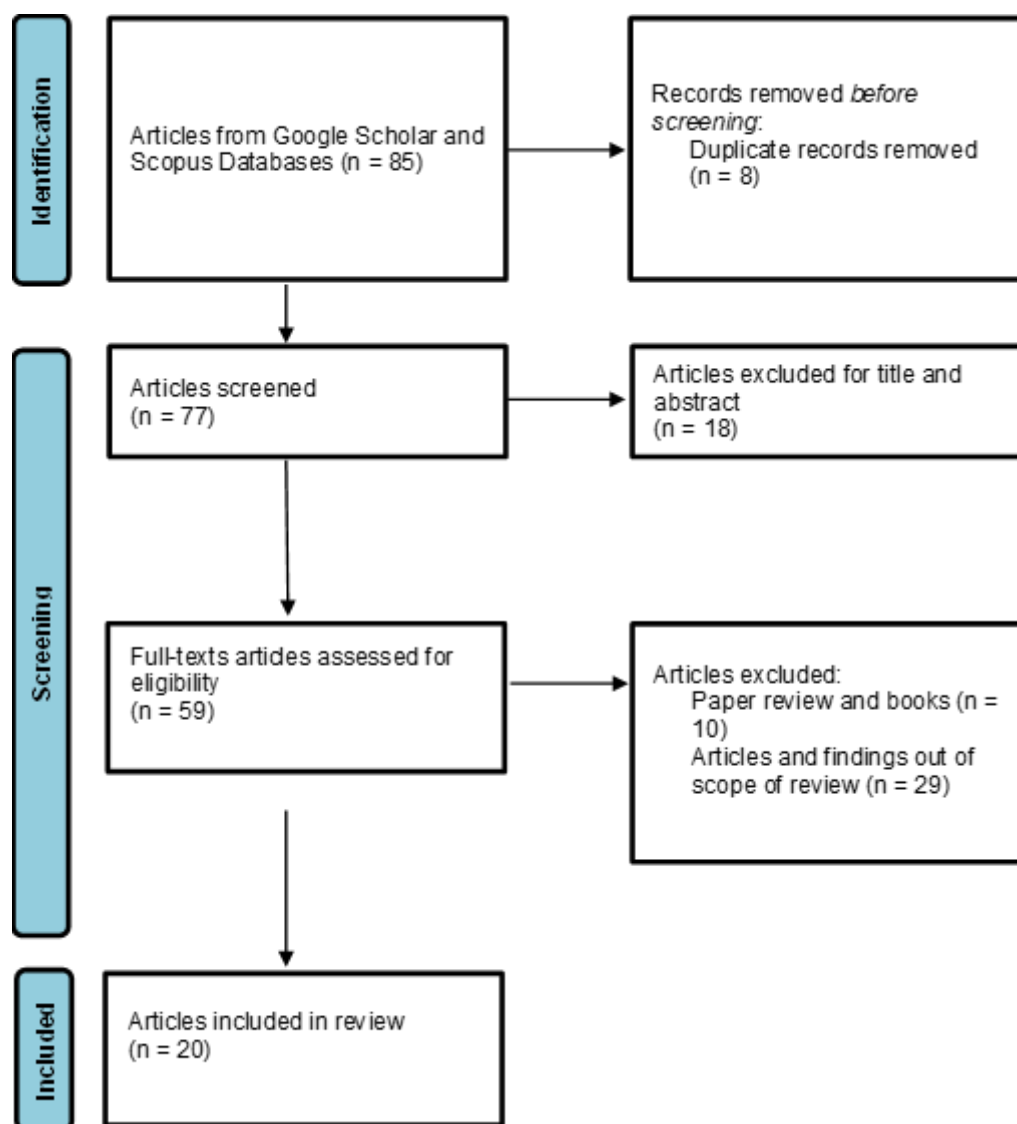 Identification
Articles from Google Scholar and
Scopus Databases (n = 85)
Records removed before
screening:
Duplicate records removed
(n = 8)
Screening
Articles screened
(n = 77)
Articles excluded for title and
abstract
(n = 18)
Full-texts articles assessed for
eligibility
(n = 59)
Articles excluded:
Paper review and books (n =
10)
Articles and findings out of
scope of review (n = 29)
Included
Articles included in review
(n = 20)